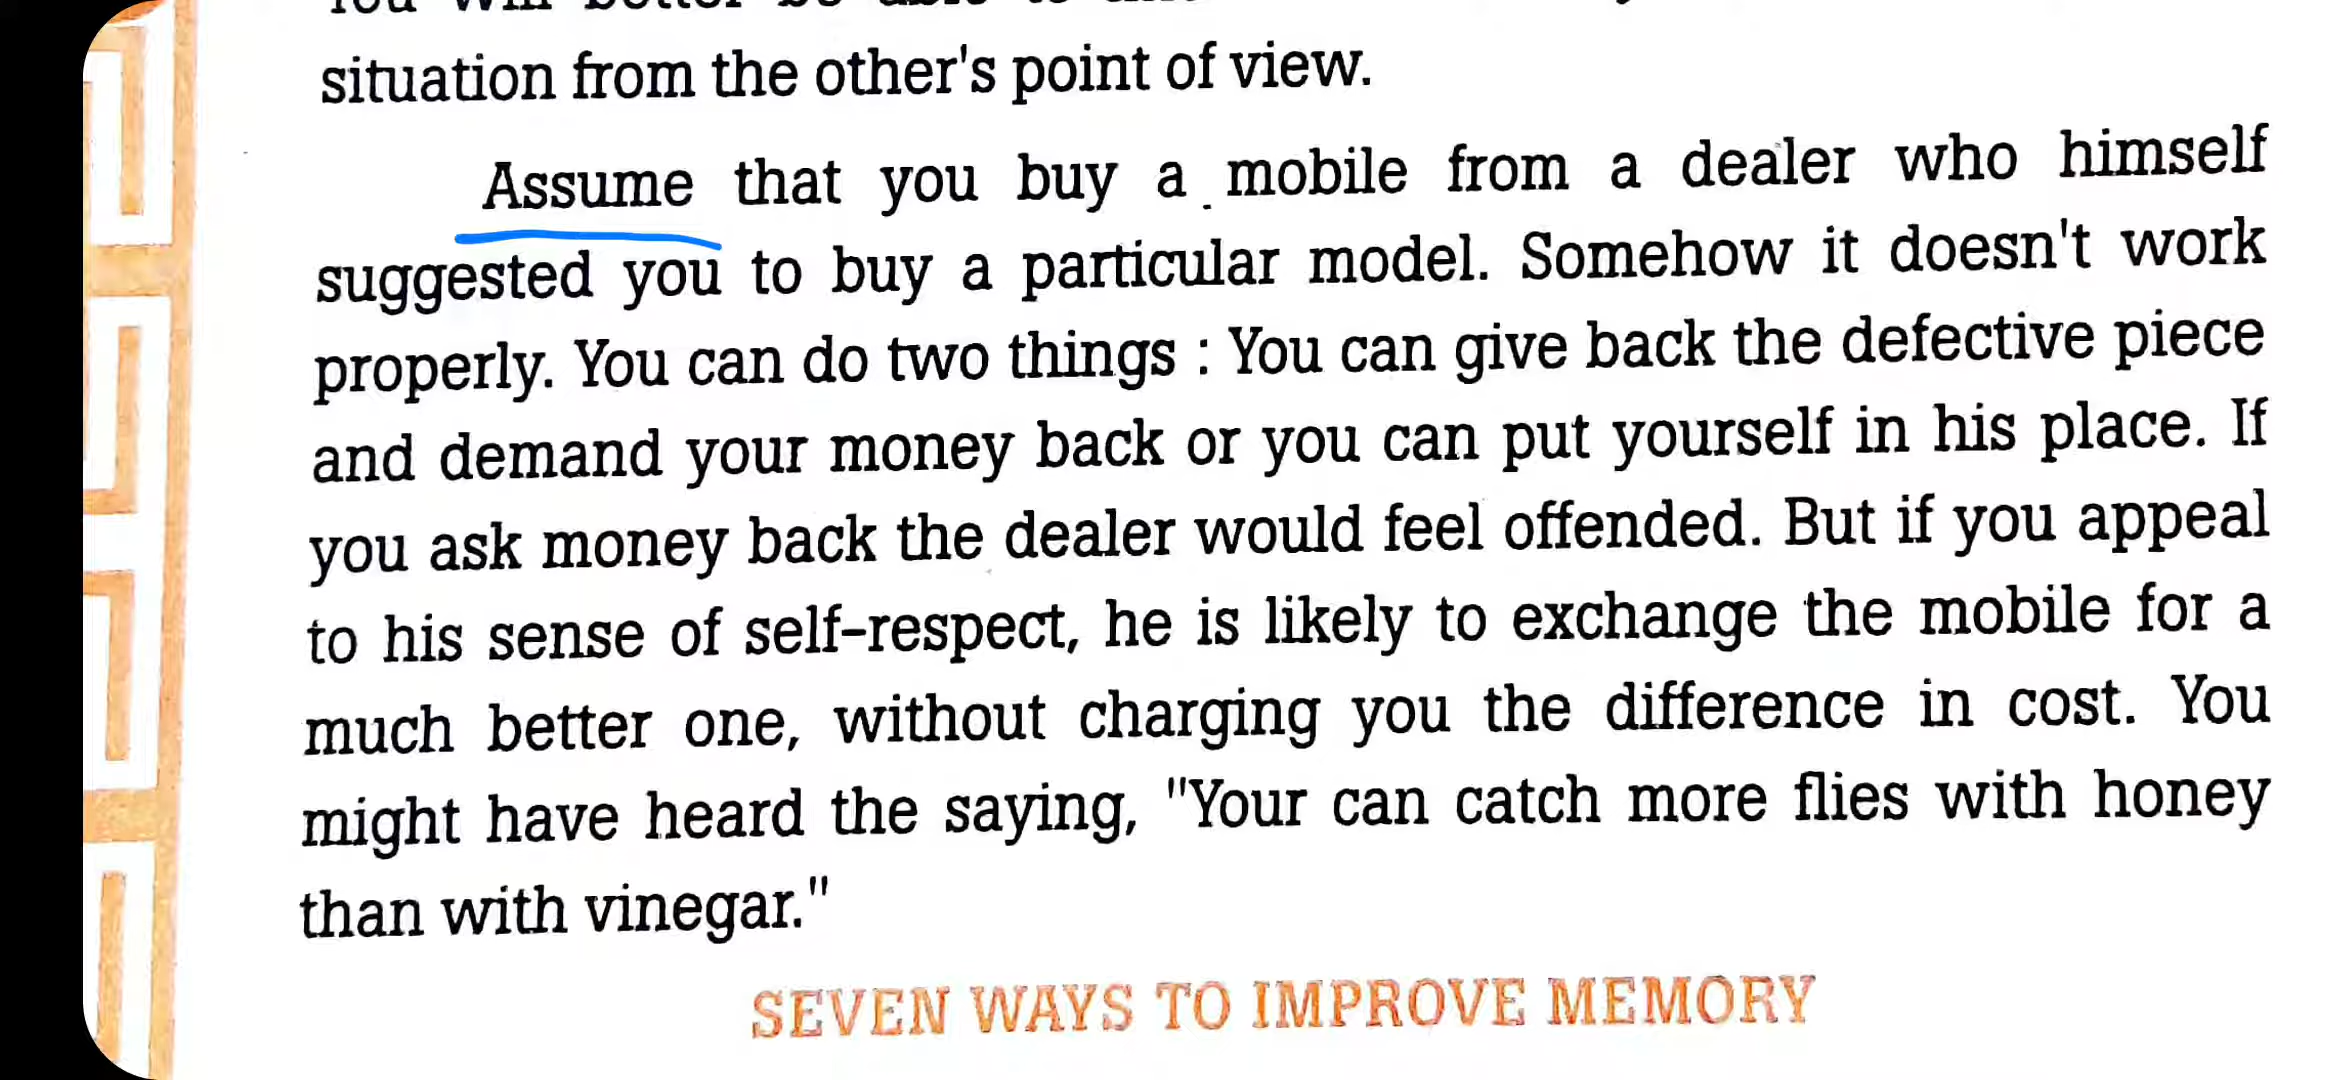 situation from the other's point of view.
Assume that you buy a mobile from a dealer who himself
suggested you to buy a particular model. Somehow it doesn't work
properly. You can do two things : You can give back the defective piece
and demand your money back or you can put yourself in his place. If
you ask money back the dealer would feel offended. But if you appeal
to his sense of self-respect, he is likely to exchange the mobile for a
much better one, without charging you the difference in cost. You
might have heard the saying, "Your can catch more flies with honey
than with vinegar."
SEVEN WAYS TO IMPROVE MEMORY